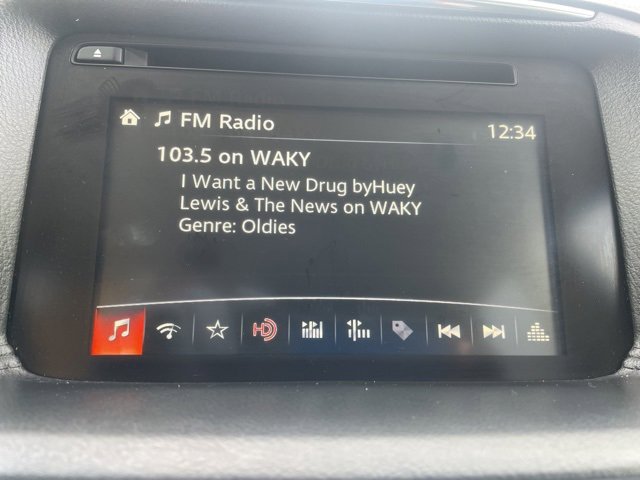 FM Radio
12:34
103.5 on WAKY
I Want a New Drug byHuey
Lewis & The News on WAKY
Genre: Oldies
HD